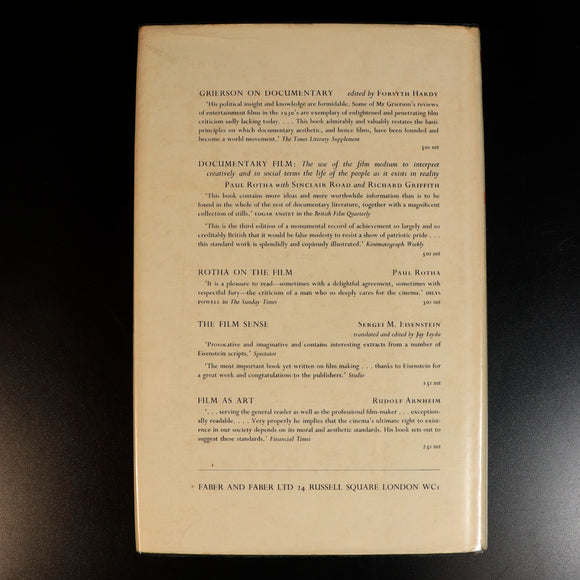 GRIERSON ON DOCUMENTARY edited by FORSYTH HARDY
'His political insight and knowledge are formidable. Some of Mr Grierson's reviews
of entertainment films in the 1930's are exemplary of enlightened and penetrating film
criticism sadly lacking today. . . . This book admirably and valuably restates the basic
principles on which documentary aesthetic, and hence films, have been founded and
become a world movement.' The Times Literary Supplement
50s net
DOCUMENTARY FILM: The use of the film medium to interpret
creatively and in social terms the life of the people as it exists in reality
PAUL ROTHA with SINCLAIR ROAD and RICHARD GRIFFITH
'This book contains more ideas and more worthwhile information than is to be
found in the whole of the rest of documentary literature, together with a magnificent
collection of stills.' EDGAR ANSTEY in the British Film Quarterly
'This is the third edition of a monumental record of achievement so largely and so
creditably British that it would be false modesty to resist a show of patriotic pride . . .
this standard work is splendidly and copiously illustrated.' Kinematograph Weekly
50s net
ROTHA ON THE FILM PAUL ROTHA
'It is a pleasure to read—sometimes with a delightful agreement, sometimes with
respectful fury—the criticism of a man who so deeply cares for the cinema.' DILYS
POWELL in The Sunday Times 30s net
THE FILM SENSE SERGEI M. EISENSTEIN
translated and edited by Jay Leyda
'Provocative and imaginative and contains interesting extracts from a number of
Eisenstein scripts.' Spectator
'The most important book yet written on film making . . . thanks to Eisenstein for
a great work and congratulations to the publishers.' Studio
15s net
FILM AS ART RUDOLF ARNHEIM
'. . . serving the general reader as well as the professional film-maker . . . exception-
ally readable. . . . Very properly he implies that the cinema's ultimate right to exist-
ence in our society depends on its moral and aesthetic standards. His book sets out to
suggest these standards.' Financial Times
25s net
FABER AND FABER LTD 24 RUSSELL SQUARE LONDON WC1